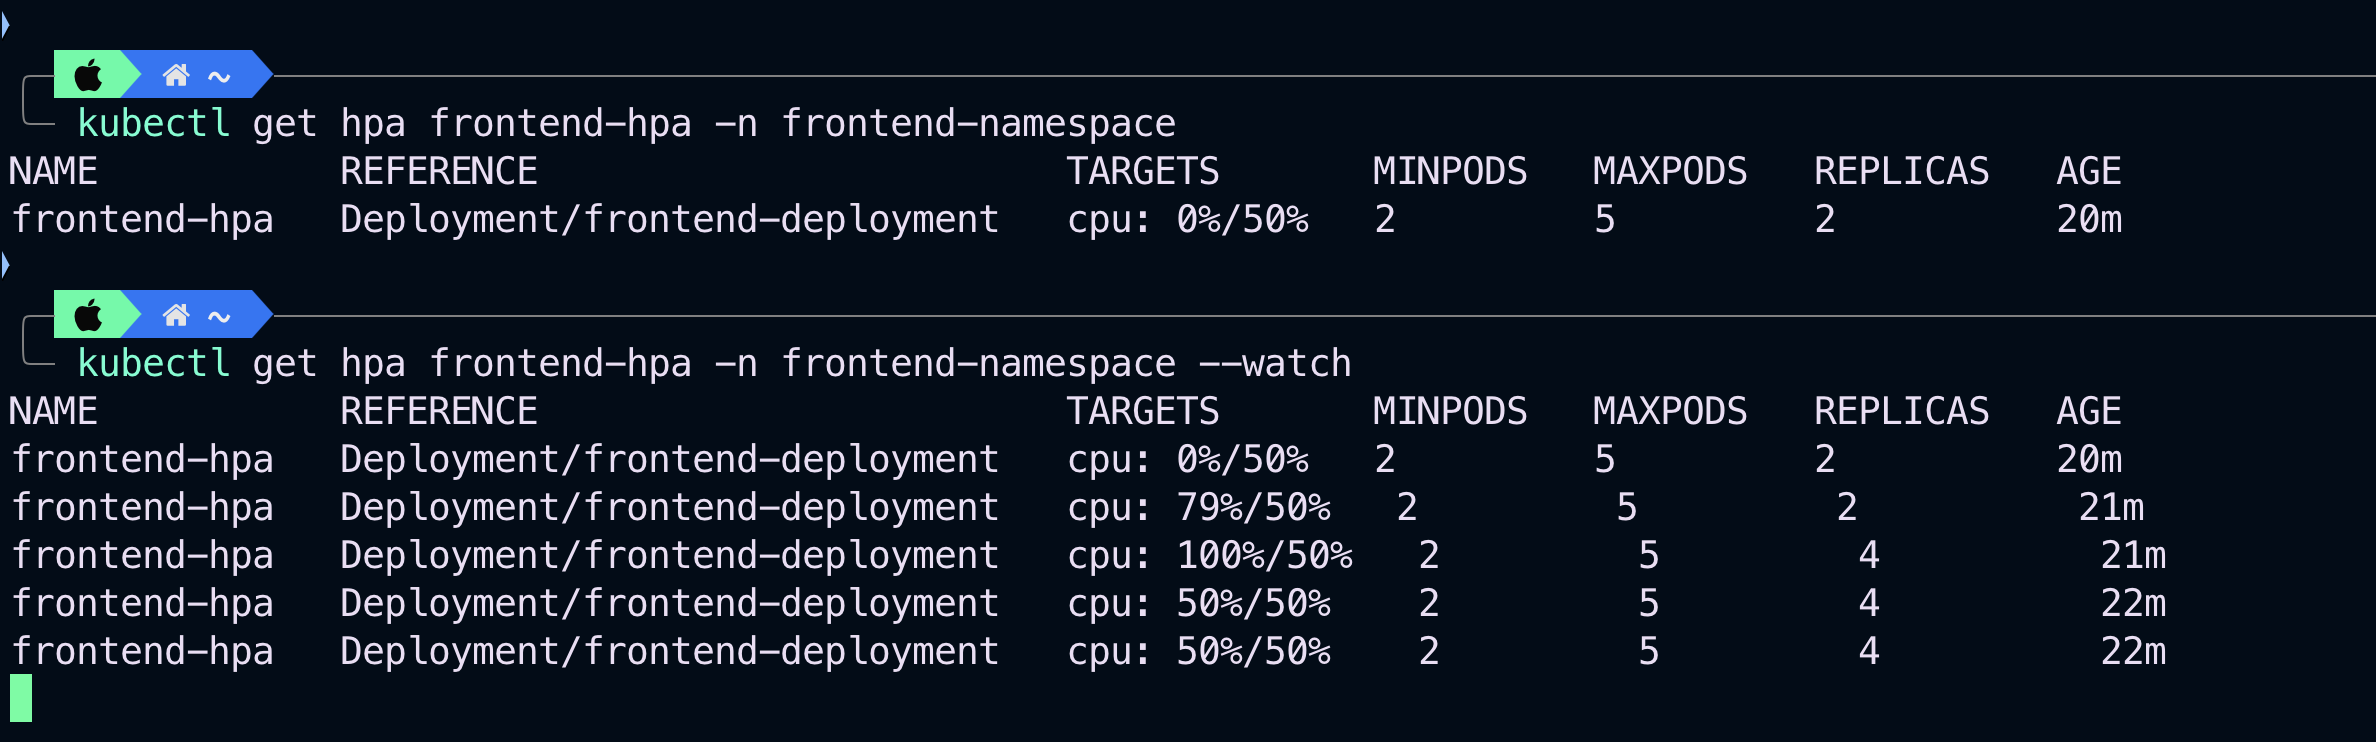 ~
kubectl get hpa frontend-hpa -n frontend-namespace
NAME REFERENCE TARGETS MINPODS MAXPODS REPLICAS AGE
frontend-hpa Deployment/frontend-deployment cpu: 0%/50% 2 5 2 20m
~
kubectl get hpa frontend-hpa -n frontend-namespace --watch
NAME REFERENCE TARGETS MINPODS MAXPODS REPLICAS AGE
frontend-hpa Deployment/frontend-deployment cpu: 0%/50% 2 5 2 20m
frontend-hpa Deployment/frontend-deployment cpu: 79%/50% 2 5 2 21m
frontend-hpa Deployment/frontend-deployment cpu: 100%/50% 2 5 4 21m
frontend-hpa Deployment/frontend-deployment cpu: 50%/50% 2 5 4 22m
frontend-hpa Deployment/frontend-deployment cpu: 50%/50% 2 5 4 22m